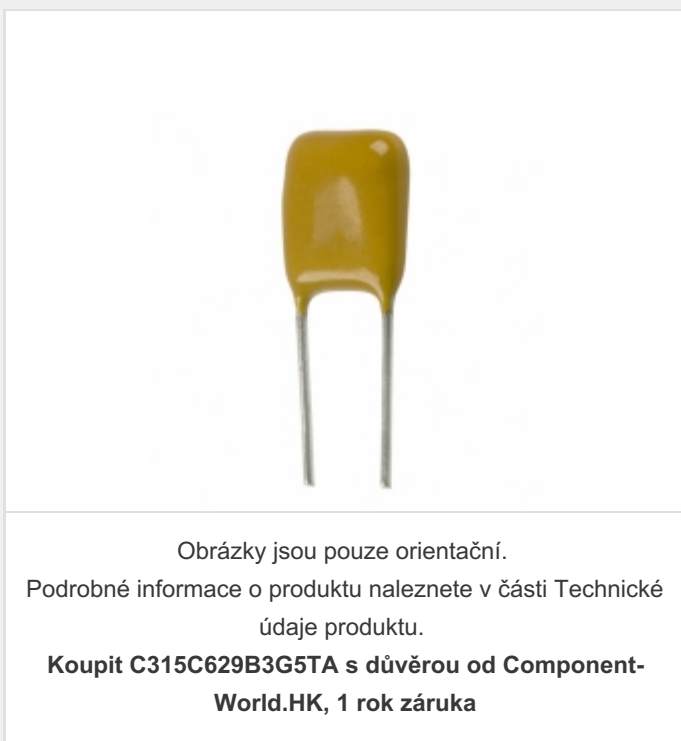 Obrázky jsou pouze orientační.
Podrobné informace o produktu naleznete v části Technické
údaje produktu.
Koupit C315C629B3G5TA s důvěrou od Component-
World.HK, 1 rok záruka